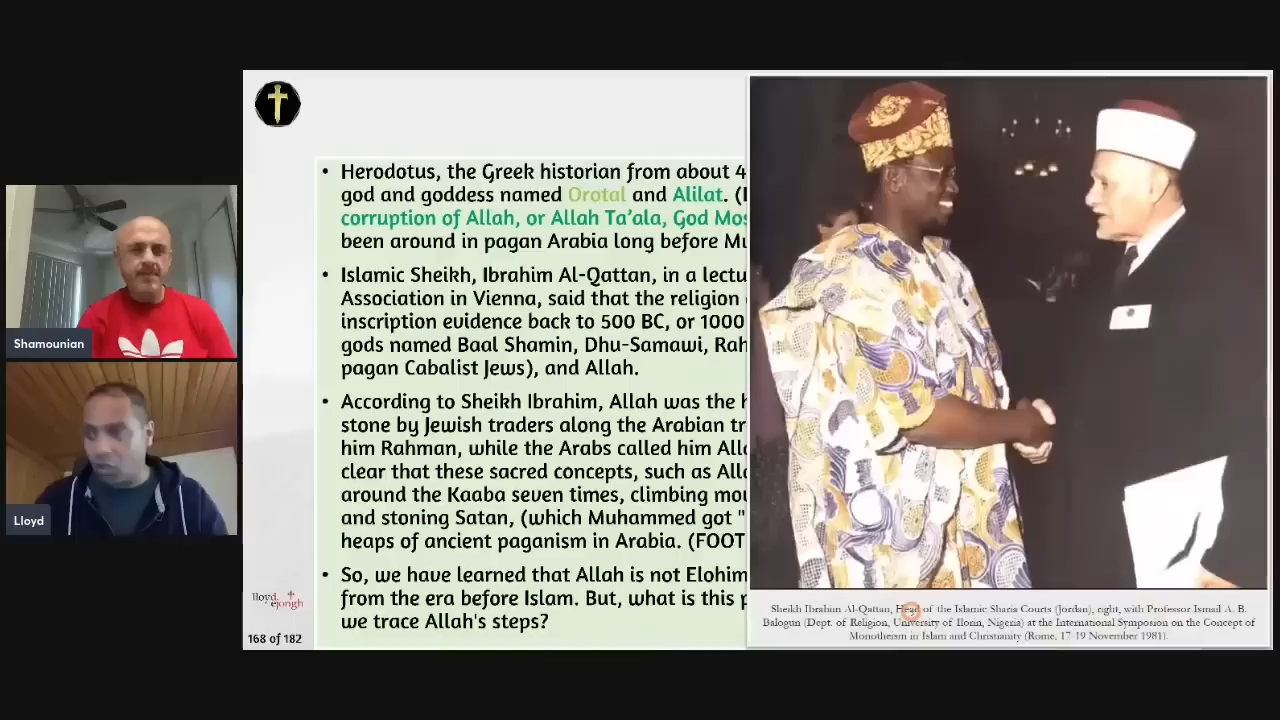 Herodotus, the Greek historian from about 4
god and goddess named Orotal and Alilat. (I
corruption of Allah, or Allah Ta’ala, God Mos
been around in pagan Arabia long before Mu
Islamic Sheikh, Ibrahim Al-Qattan, in a lectu
Association in Vienna, said that the religion
inscription evidence back to 500 BC, or 1000
gods named Baal Shamin, Dhu-Samawi, Rah
pagan Cabalist Jews), and Allah.
According to Sheikh Ibrahim, Allah was the h
stone by Jewish traders along the Arabian tr
him Rahman, while the Arabs called him Alla
clear that these sacred concepts, such as Alla
around the Kaaba seven times, climbing mou
and stoning Satan, (which Muhammed got "
heaps of ancient paganism in Arabia. (FOOT
So, we have learned that Allah is not Elohim
from the era before Islam. But, what is this p
we trace Allah's steps?
Sheikh Ibrahim Al-Qattan, Head of the Islamic Sharia Courts (Jordan), right, with Professor Ismail A. B.
Balogun (Dept. of Religion, University of Ilorin, Nigeria) at the International Symposium on the Concept of
Monotheism in Islam and Christianity (Rome, 17-19 November 1981).
Shamounian
Lloyd
lloyd
dejongh
168 of 182